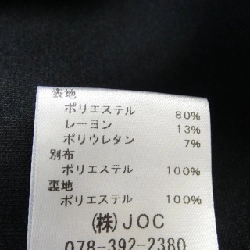 表地
ポリエステル 80%
レーヨン 13%
ポリウレタン 7%
別布
ポリエステル 100%
裏地
ポリエステル 100%
(株)JOC
078-392-2380